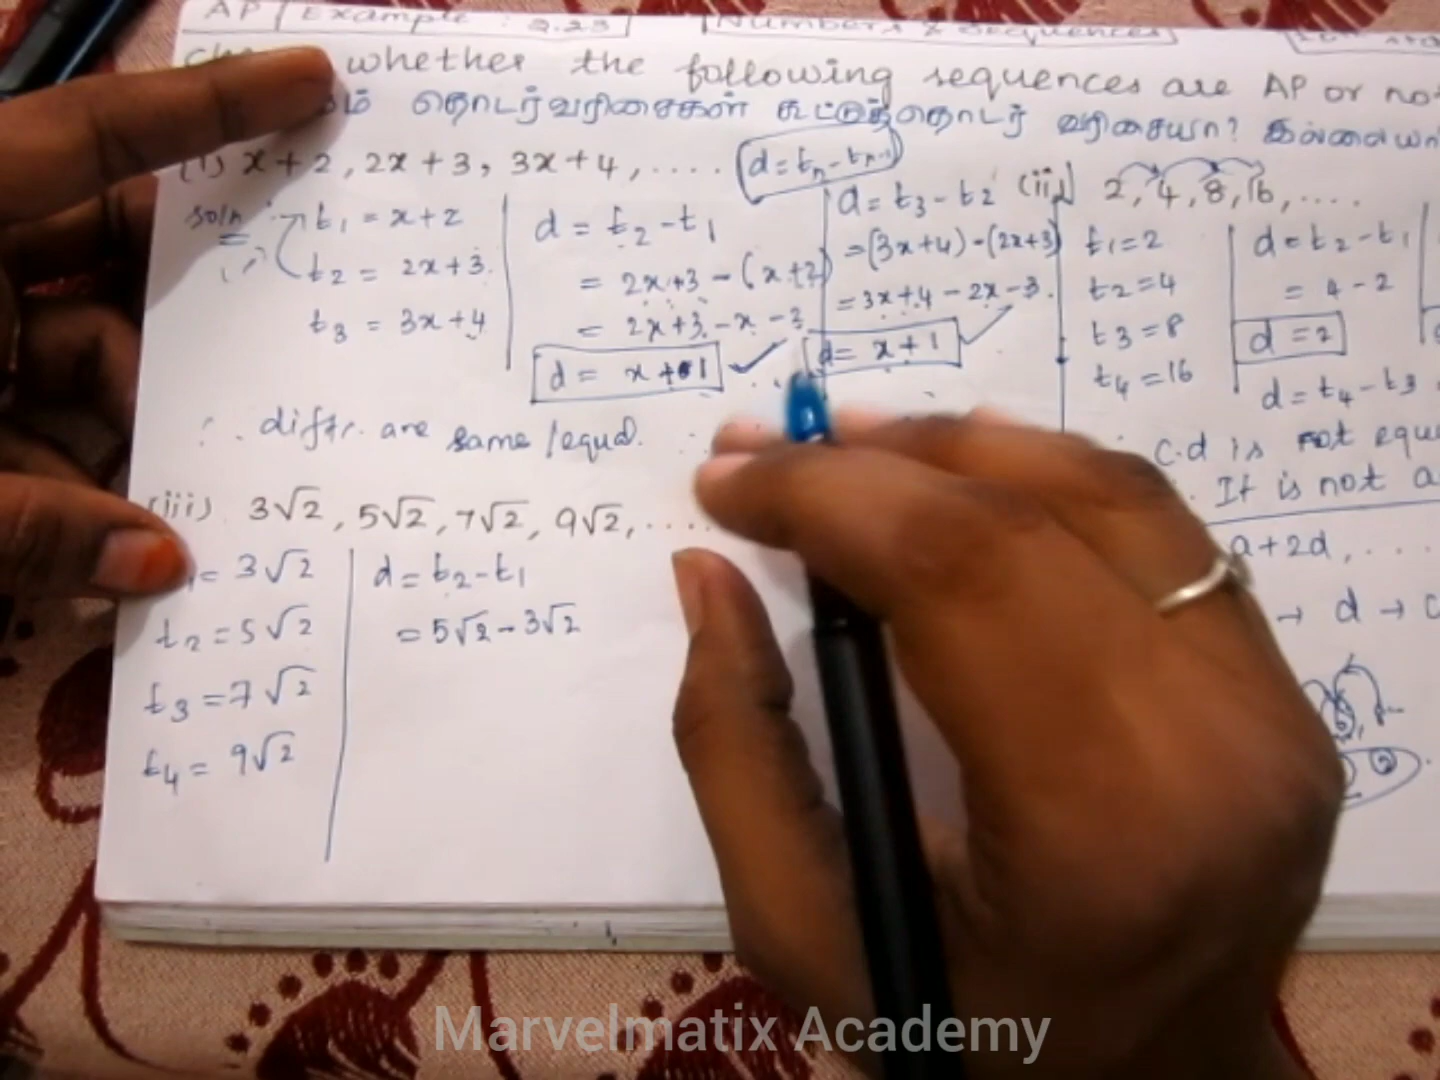 AP Example : 2.23 Numbers & Sequences
whether the following sequences are AP or not
தொடர்வரிசைகள் கூட்டுத்தொடர் வரிசையா? இல்லையா
(i) x+2, 2x+3, 3x+4, ....
d = tn - tn-1
soln :
t1 = x+2
t2 = 2x+3
t3 = 3x+4
d = t2 - t1
= 2x+3 - (x+2)
= 2x+3 - x - 2
d = x + 1
d = t3 - t2
= (3x+4) - (2x+3)
= 3x+4 - 2x - 3
d = x+1
∴ differ. are same/equal.
(ii) 2, 4, 8, 16, ....
t1 = 2
t2 = 4
t3 = 8
t4 = 16
d = t2 - t1
= 4 - 2
d = 2
d = t4 - t3
c.d is not equ
It is not a
(iii) 3√2, 5√2, 7√2, 9√2, ....
= 3√2
t2 = 5√2
t3 = 7√2
t4 = 9√2
d = t2 - t1
= 5√2 - 3√2
a+2d, ....
→ d → c
Marvelmatix Academy